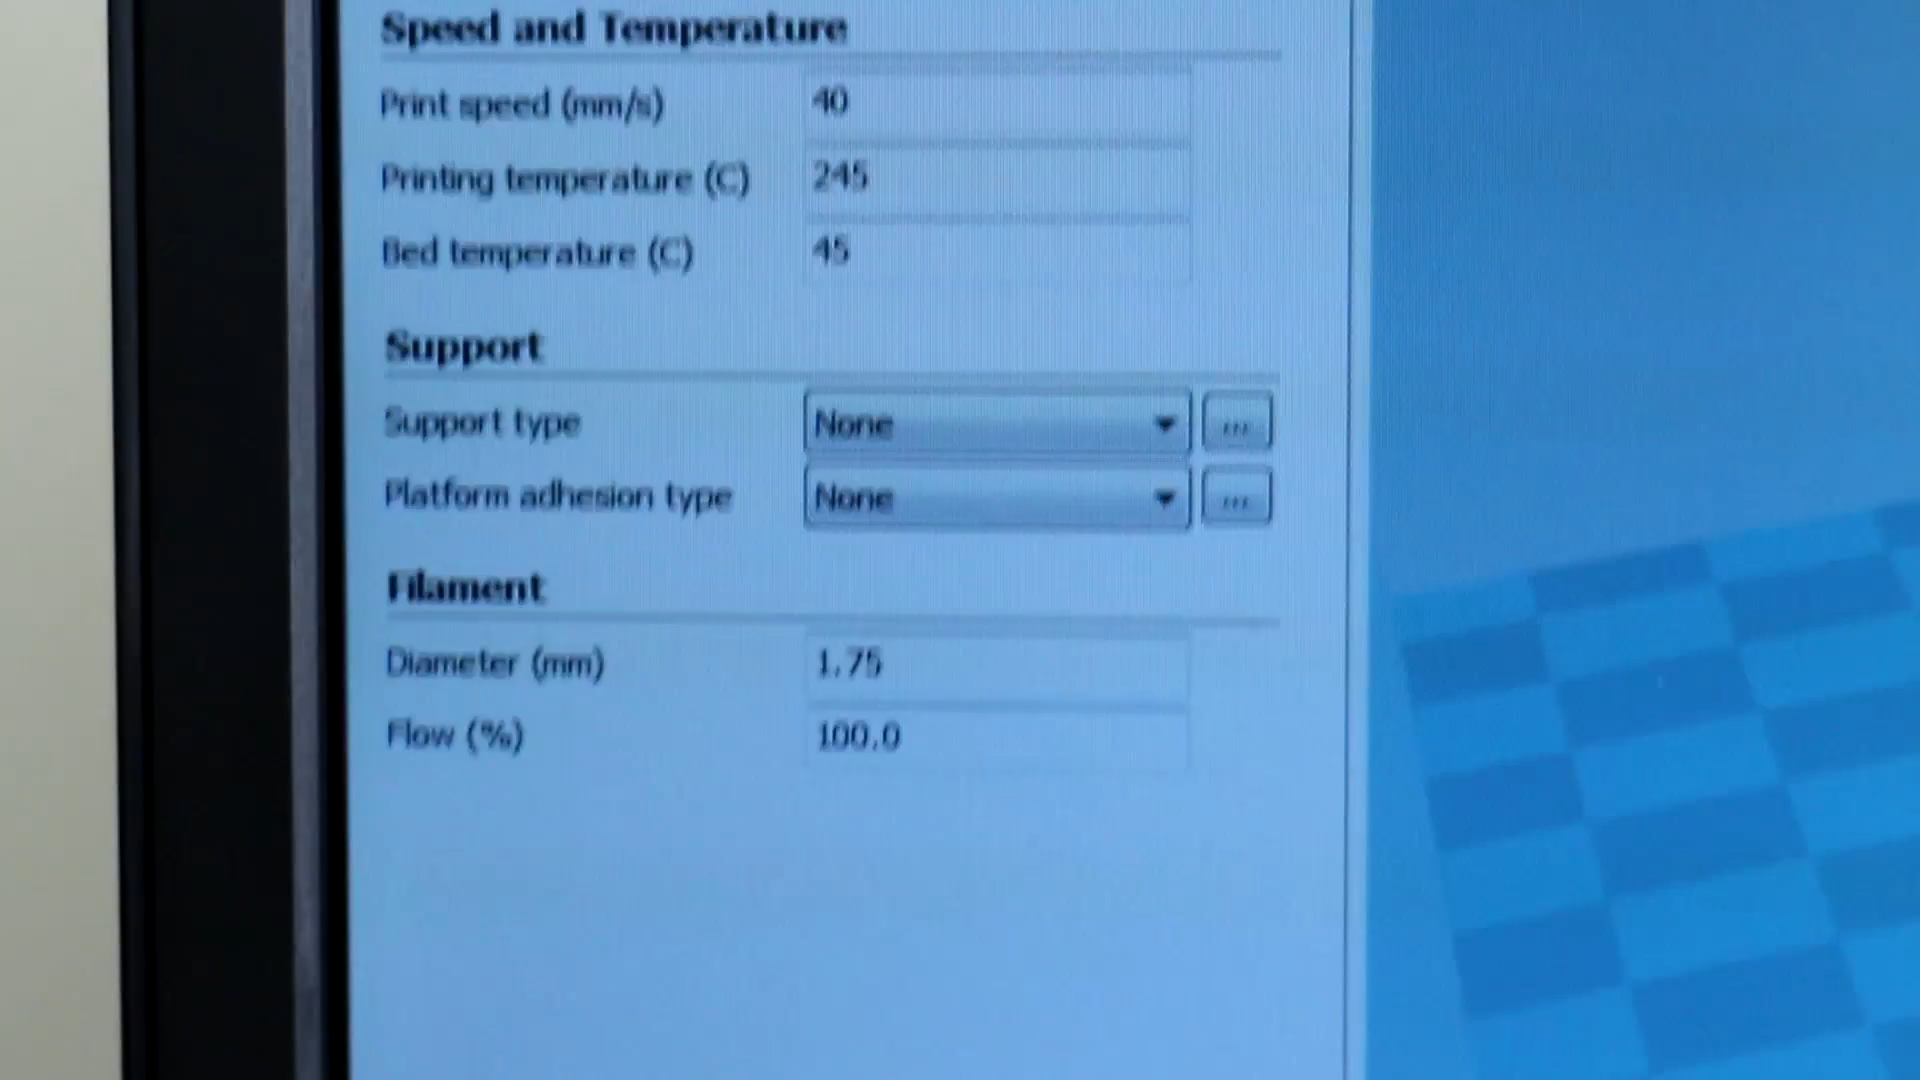 Speed and Temperature
Print speed (mm/s) 40
Printing temperature (C) 245
Bed temperature (C) 45
Support
Support type None ...
Platform adhesion type None ...
Filament
Diameter (mm) 1.75
Flow (%) 100.0